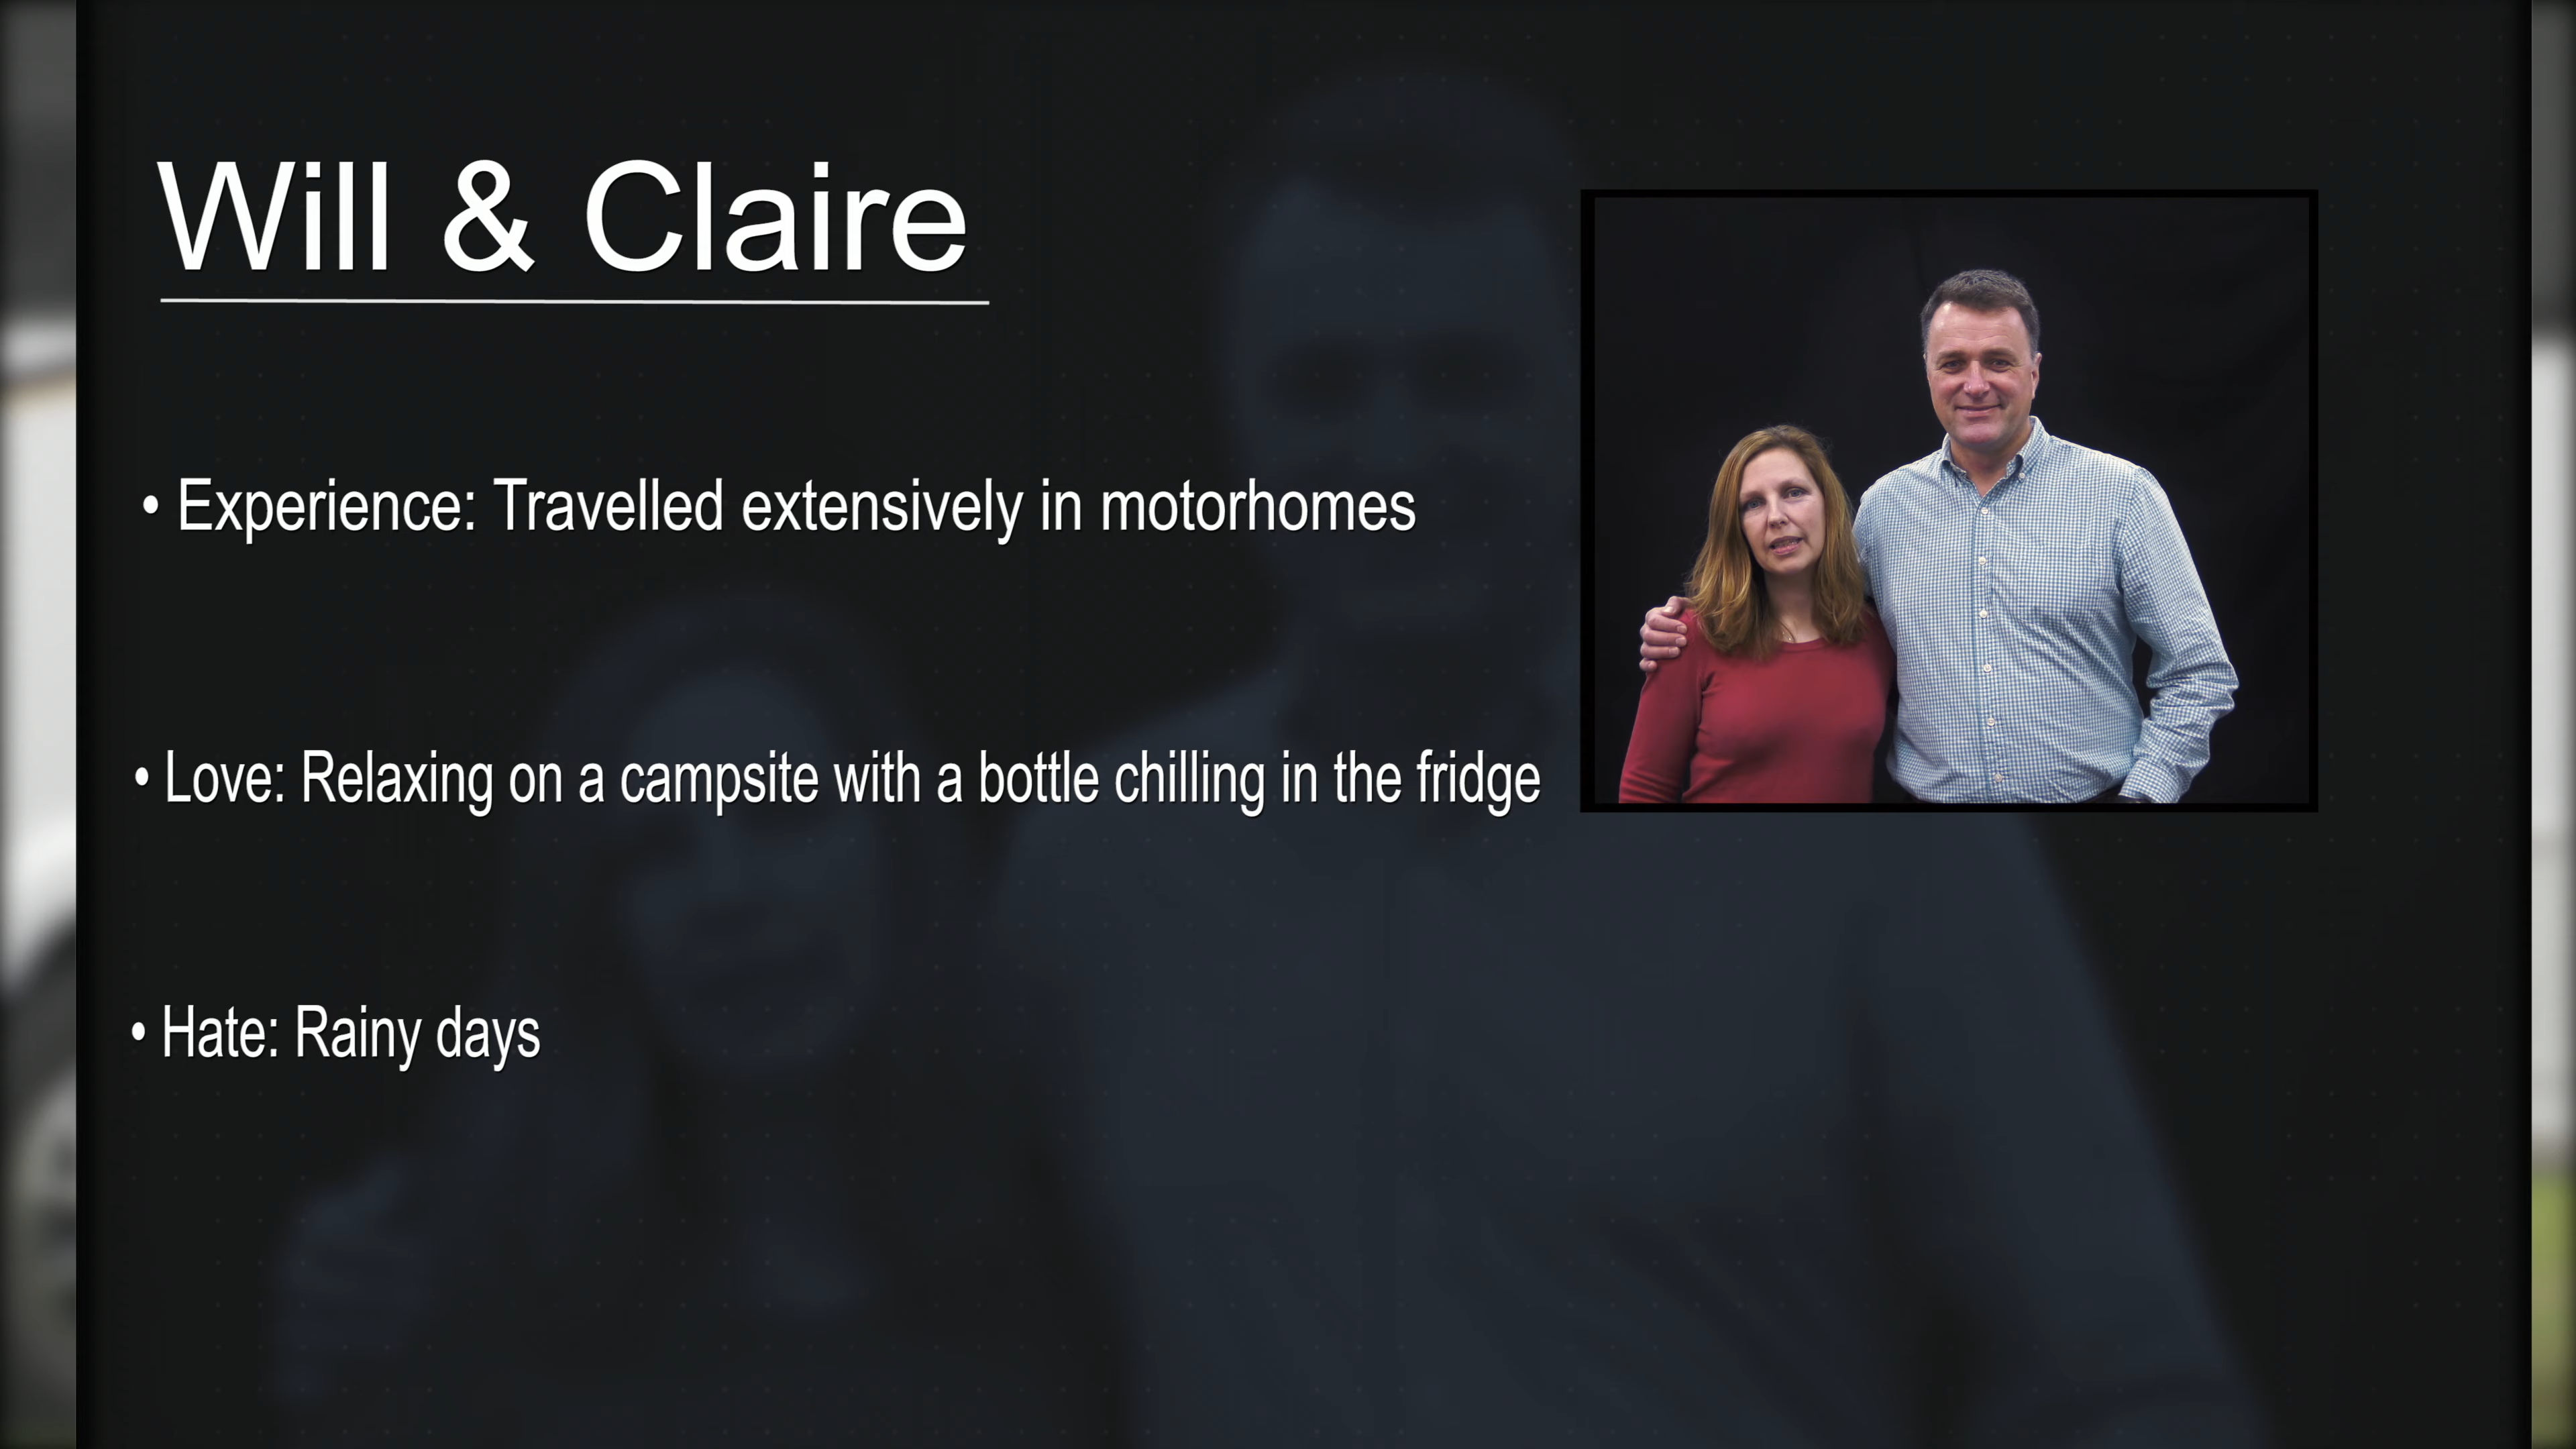 Will & Claire
• Experience: Travelled extensively in motorhomes
• Love: Relaxing on a campsite with a bottle chilling in the fridge
• Hate: Rainy days